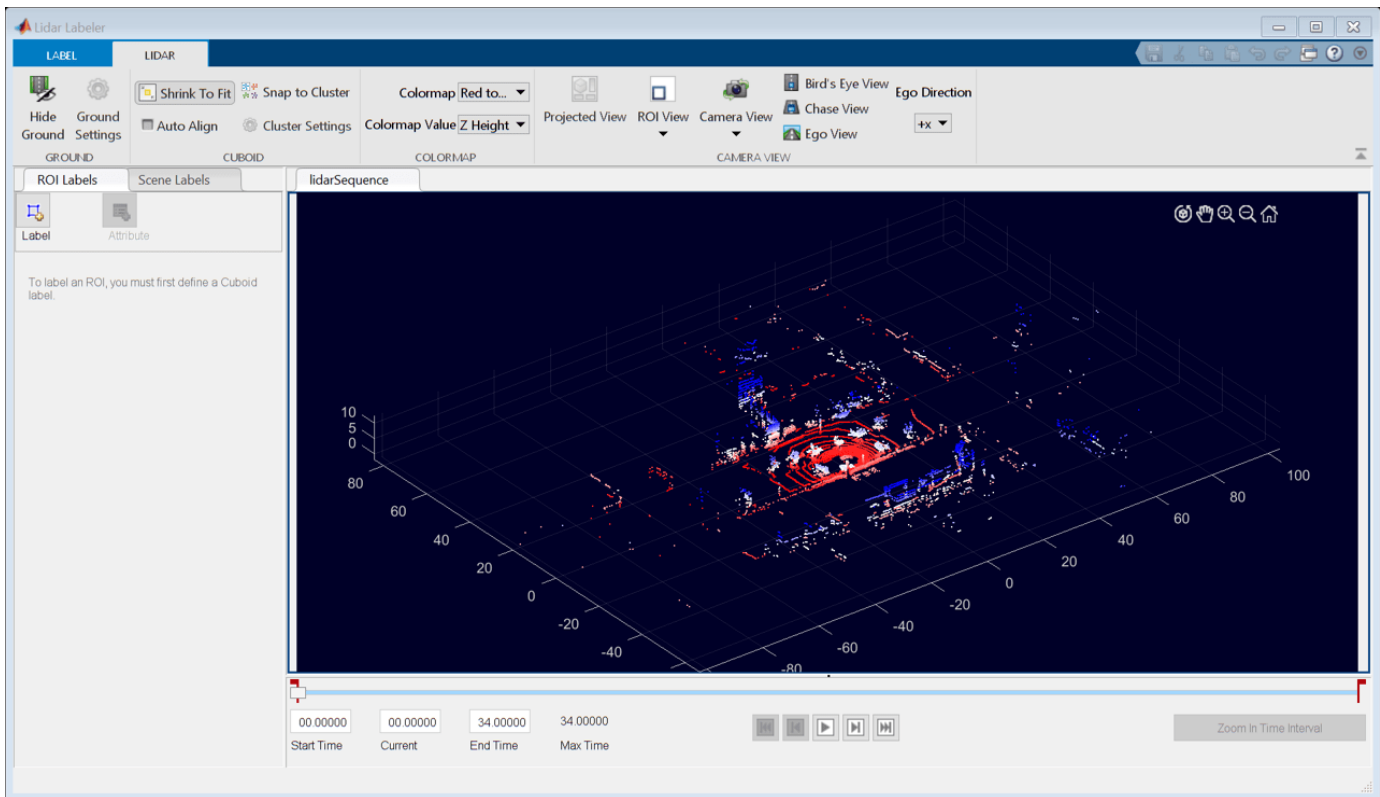 Lidar Labeler
LABEL LIDAR
Hide Ground
Ground Settings
GROUND
Shrink To Fit Snap to Cluster
Auto Align Cluster Settings
CUBOID
Colormap Red to...
Colormap Value Z Height
COLORMAP
Projected View ROI View Camera View
Bird's Eye View
Chase View
Ego View
Ego Direction
+x
CAMERA VIEW
ROI Labels Scene Labels
lidarSequence
Label Attribute
To label an ROI, you must first define a Cuboid
label.
10
5
0
80
60
40
20
0
-20
-40
-80
-60
-40
-20
0
20
40
60
80
100
00.00000 00.00000 34.00000 34.00000
Start Time Current End Time Max Time
Zoom In Time Interval